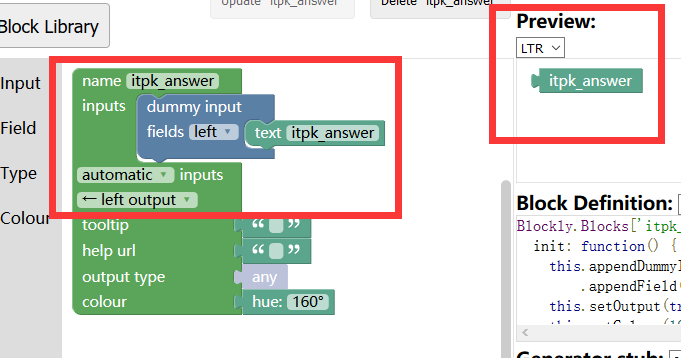 Update "itpk_answer"
Delete "itpk_answer"
Block Library
Preview:
LTR
itpk_answer
Input
Field
Type
Colour
name itpk_answer
inputs dummy input
fields left text itpk_answer
automatic inputs
← left output
tooltip “ ”
help url “ ”
output type any
colour hue: 160°
Block Definition:
Blockly.Blocks['itpk_
init: function() {
this.appendDummyI
.appendField(
this.setOutput(tr
Generator stub: